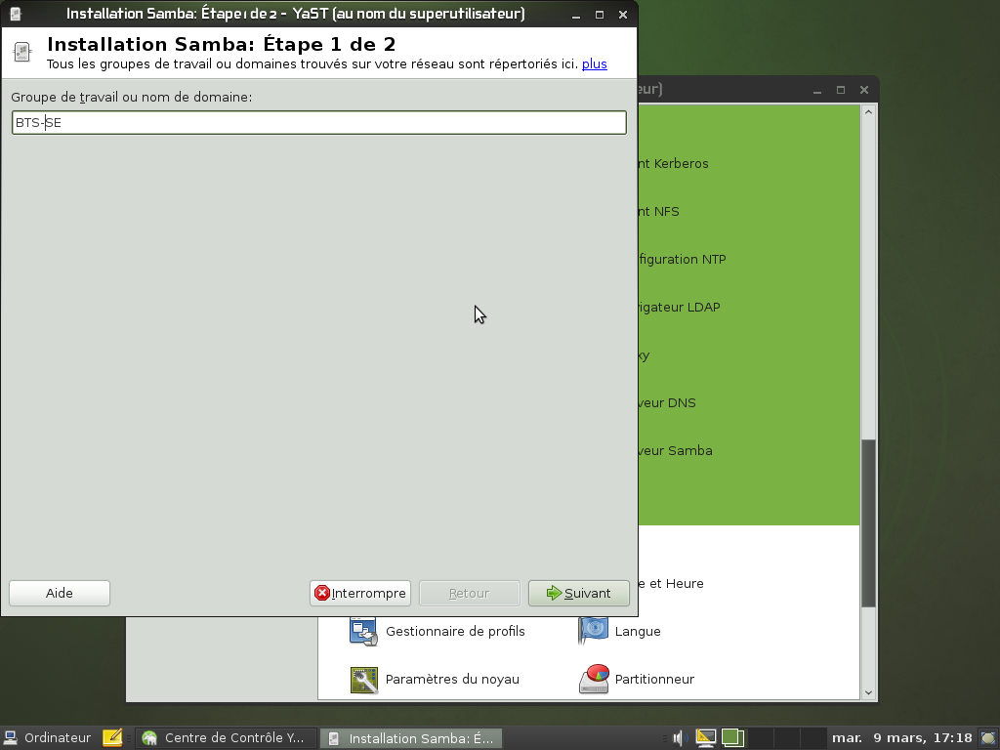 Installation Samba: Étape 1 de 2 - YaST (au nom du superutilisateur)
Installation Samba: Étape 1 de 2
Tous les groupes de travail ou domaines trouvés sur votre réseau sont répertoriés ici. plus
Groupe de travail ou nom de domaine:
BTS-SE
Aide
Interrompre
Retour
Suivant
eur)
nt Kerberos
nt NFS
figuration NTP
vigateur LDAP
xy
veur DNS
veur Samba
e et Heure
Gestionnaire de profils
Langue
Paramètres du noyau
Partitionneur
Ordinateur
Centre de Contrôle Y...
Installation Samba: É...
mar. 9 mars, 17:18